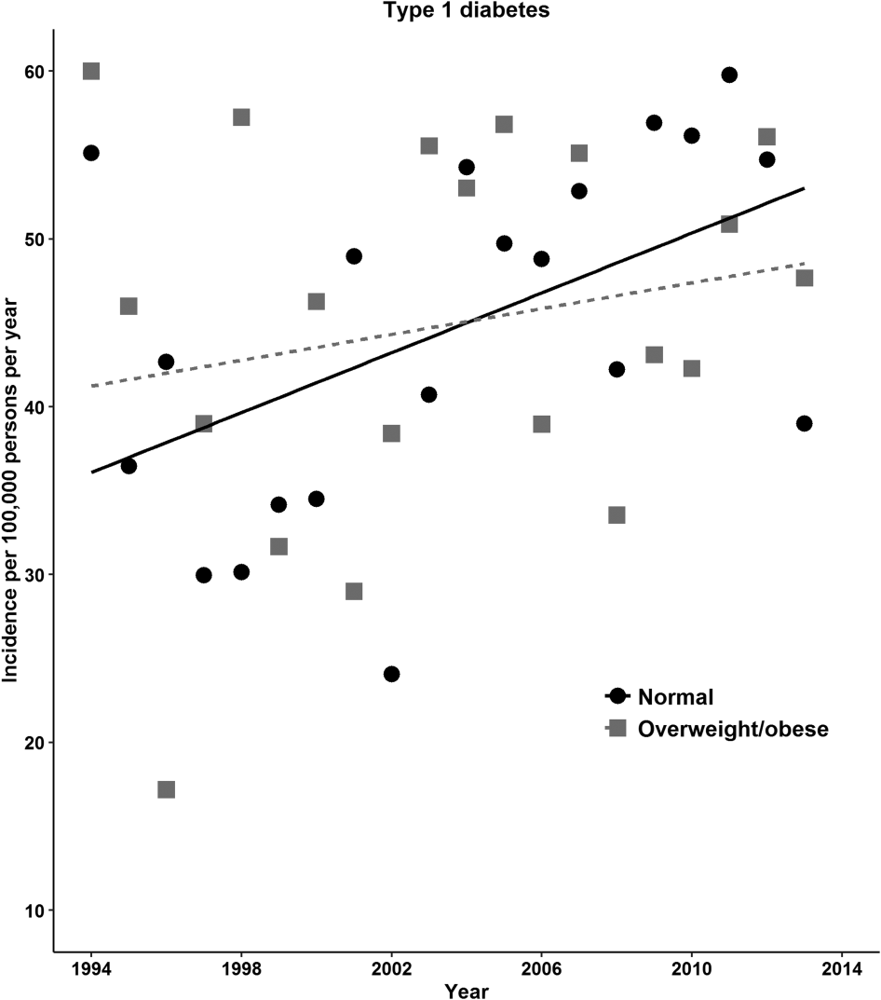 Type 1 diabetes
Incidence per 100,000 persons per year
60
50
40
30
20
10
Normal
Overweight/obese
1994 1998 2002 2006 2010 2014
Year